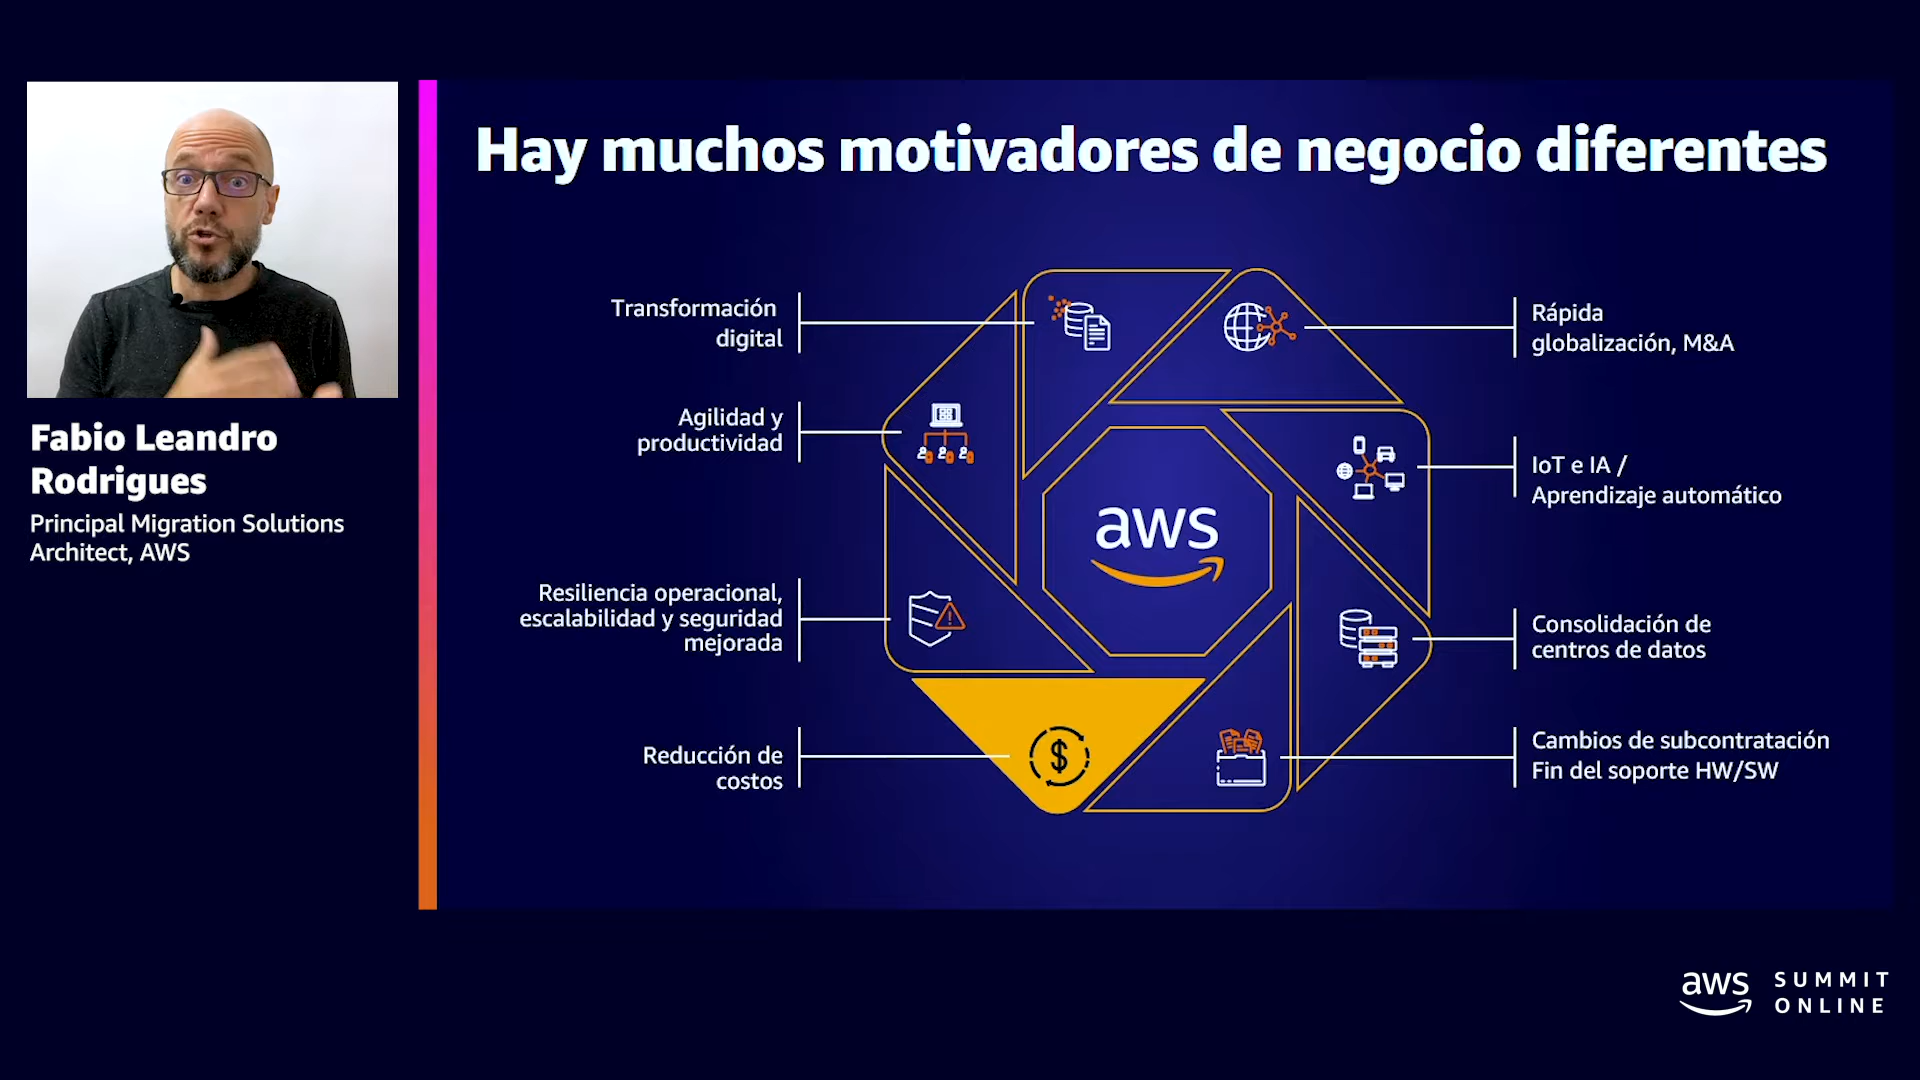 Hay muchos motivadores de negocio diferentes
Fabio Leandro
Rodrigues
Principal Migration Solutions
Architect, AWS
Transformación
digital
Agilidad y
productividad
Resiliencia operacional,
escalabilidad y seguridad
mejorada
Reducción de
costos
aws
$
Rápida
globalización, M&A
IoT e IA /
Aprendizaje automático
Consolidación de
centros de datos
Cambios de subcontratación
Fin del soporte HW/SW
aws
SUMMIT
ONLINE